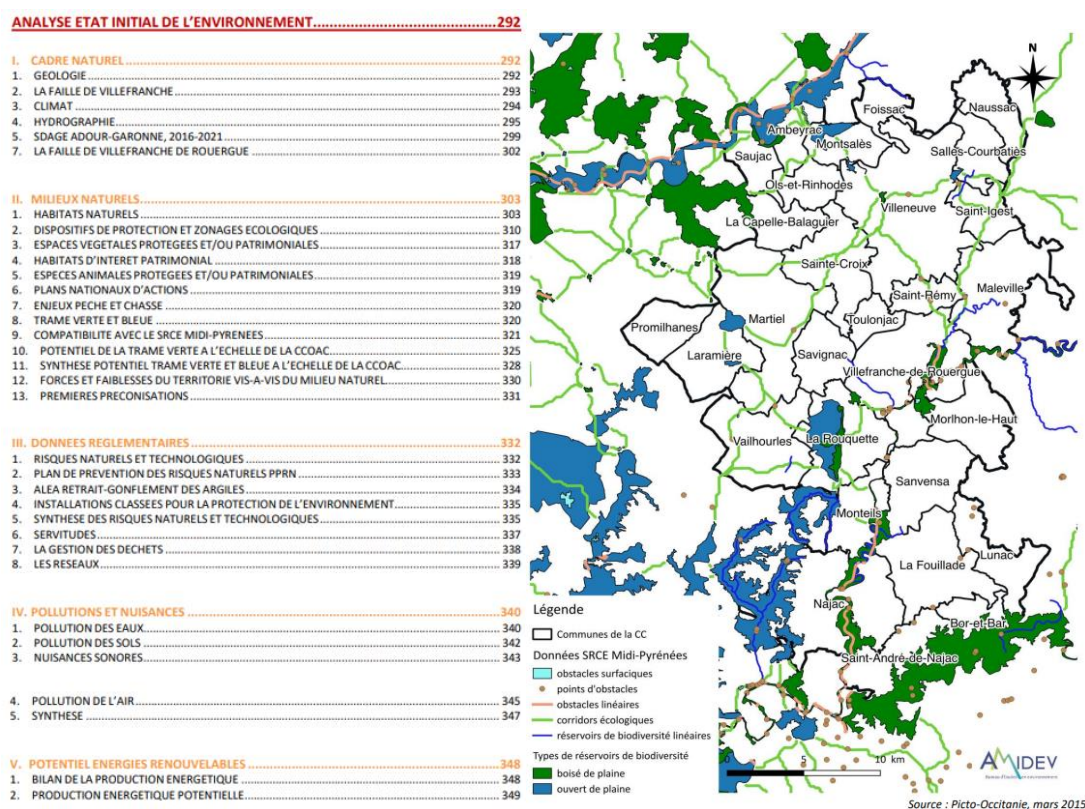 ANALYSE ETAT INITIAL DE L'ENVIRONNEMENT.......................................292
I. CADRE NATUREL 292
1. GEOLOGIE 292
2. LA FAILLE DE VILLEFRANCHE 293
3. CLIMAT 294
4. HYDROGRAPHIE 295
5. SDAGE ADOUR-GARONNE, 2016-2021 299
7. LA FAILLE DE VILLEFRANCHE DE ROUERGUE 302
II. MILIEUX NATURELS 303
1. HABITATS NATURELS 303
2. DISPOSITIFS DE PROTECTION ET ZONAGES ECOLOGIQUES 310
3. ESPACES VEGETALES PROTEGEES ET/OU PATRIMONIALES 317
4. HABITATS D'INTERET PATRIMONIAL 318
5. ESPECES ANIMALES PROTEGEES ET/OU PATRIMONIALES 319
6. PLANS NATIONAUX D'ACTIONS 319
7. ENJEUX PECHE ET CHASSE 320
8. TRAME VERTE ET BLEUE 320
9. COMPATIBILITE AVEC LE SRCE MIDI-PYRENEES 321
10. POTENTIEL DE LA TRAME VERTE A L'ECHELLE DE LA CCOAC 325
11. SYNTHESE POTENTIEL TRAME VERTE ET BLEUE A L'ECHELLE DE LA CCOAC 328
12. FORCES ET FAIBLESSES DU TERRITOIRE VIS-A-VIS DU MILIEU NATUREL 330
13. PREMIERES PRECONISATIONS 331
III. DONNEES REGLEMENTAIRES 332
1. RISQUES NATURELS ET TECHNOLOGIQUES 332
2. PLAN DE PREVENTION DES RISQUES NATURELS PPRN 333
3. ALEA RETRAIT-GONFLEMENT DES ARGILES 334
4. INSTALLATIONS CLASSEES POUR LA PROTECTION DE L'ENVIRONNEMENT 335
5. SYNTHESE DES RISQUES NATURELS ET TECHNOLOGIQUES 335
6. SERVITUDES 337
7. LA GESTION DES DECHETS 338
8. LES RESEAUX 339
IV. POLLUTIONS ET NUISANCES 340
1. POLLUTION DES EAUX 340
2. POLLUTION DES SOLS 342
3. NUISANCES SONORES 343
4. POLLUTION DE L'AIR 345
5. SYNTHESE 347
V. POTENTIEL ENERGIES RENOUVELABLES 348
1. BILAN DE LA PRODUCTION ENERGETIQUE 348
2. PRODUCTION ENERGETIQUE POTENTIELLE 349
N
Foissac
Naussac
Ambeyrac
Montsalès
Salles-Courbatiès
Saujac
Ols-et-Rinhodès
Villeneuve
Saint-Igest
La Capelle-Balaguier
Sainte-Croix
Saint-Rémy
Maleville
Martiel
Toulonjac
Promilhanes
Laramière
Savignac
Villefranche-de-Rouergue
Morlhon-le-Haut
Vailhourles
La Rouquette
Sanvensa
Monteils
Lunac
La Fouillade
Najac
Bor-et-Bar
Saint-André-de-Najac
Légende
Communes de la CC
Données SRCE Midi-Pyrénées
obstacles surfaciques
points d'obstacles
obstacles linéaires
corridors écologiques
réservoirs de biodiversité linéaires
Types de réservoirs de biodiversité
boisé de plaine
ouvert de plaine
0 5 10 km
AMIDEV
Source : Picto-Occitanie, mars 2015